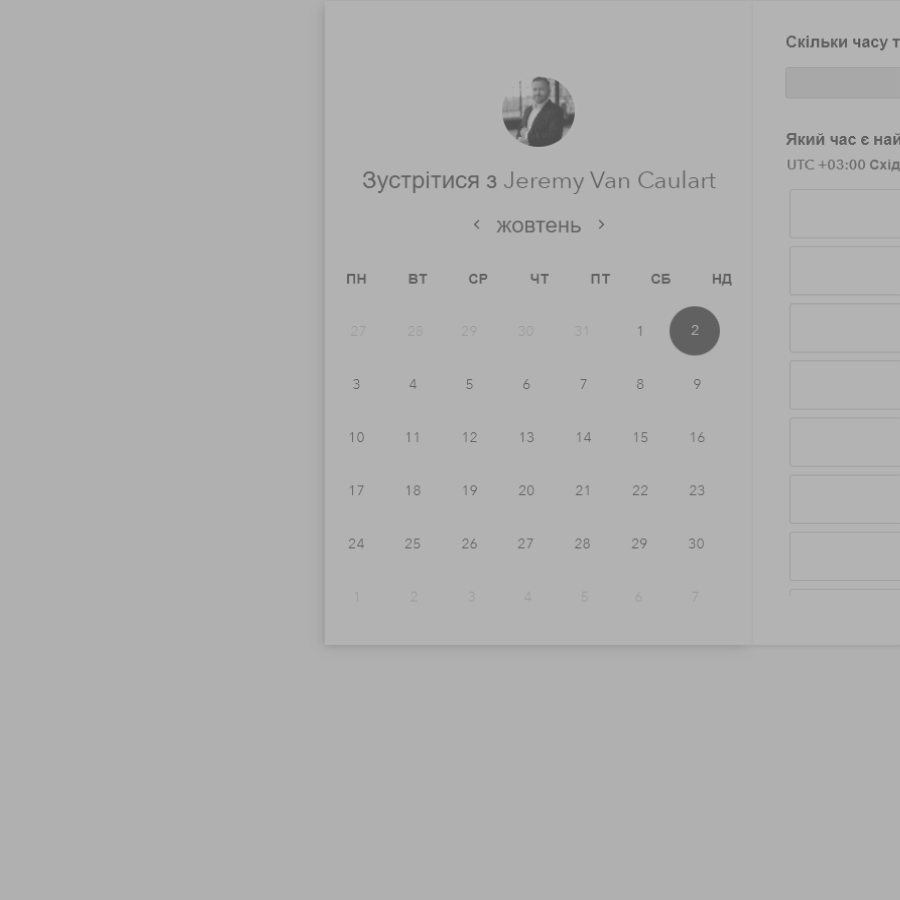 Скільки часу т
Зустрітися з Jeremy Van Caulart
Який час є най
UTC +03:00 Схід
жовтень
ПН ВТ СР ЧТ ПТ СБ НД
27 28 29 30 31 1 2
3 4 5 6 7 8 9
10 11 12 13 14 15 16
17 18 19 20 21 22 23
24 25 26 27 28 29 30
1 2 3 4 5 6 7